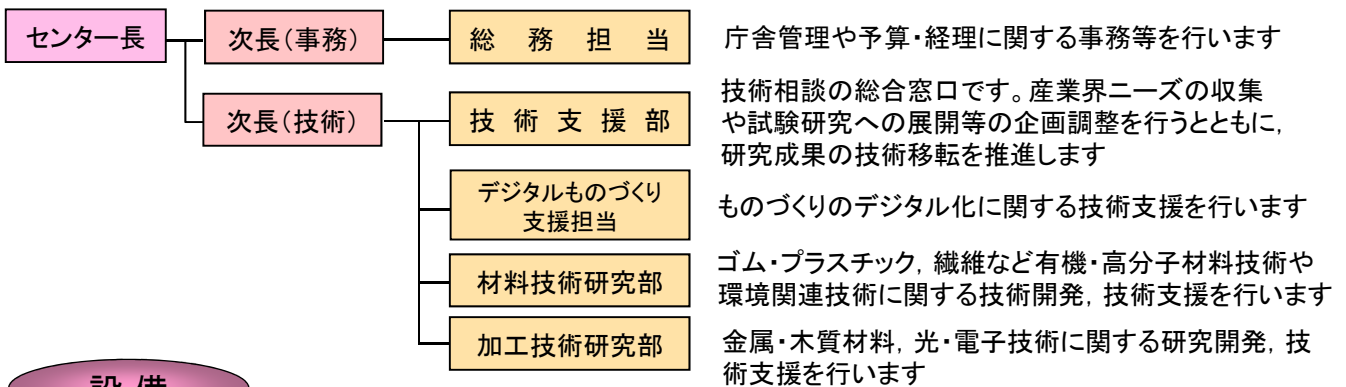 センター長
次長(事務)
総務担当
庁舎管理や予算・経理に関する事務等を行います
次長(技術)
技術支援部
技術相談の総合窓口です。産業界ニーズの収集
や試験研究への展開等の企画調整を行うとともに,
研究成果の技術移転を推進します
デジタルものづくり
支援担当
ものづくりのデジタル化に関する技術支援を行います
材料技術研究部
ゴム・プラスチック, 繊維など有機・高分子材料技術や
環境関連技術に関する技術開発, 技術支援を行います
加工技術研究部
金属・木質材料, 光・電子技術に関する研究開発, 技
術支援を行います
設備